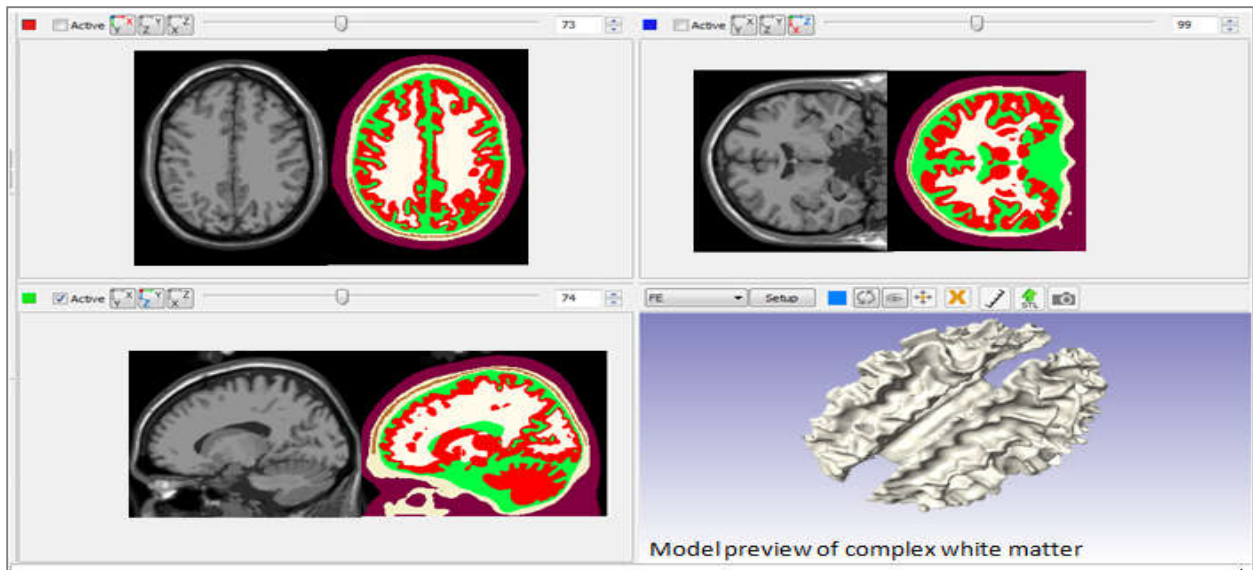 Active Y X Z Y X Z 73
Active Y X Z Y X Z 99
Active Y X Z Y X Z 74
FE Setup STL
Model preview of complex white matter